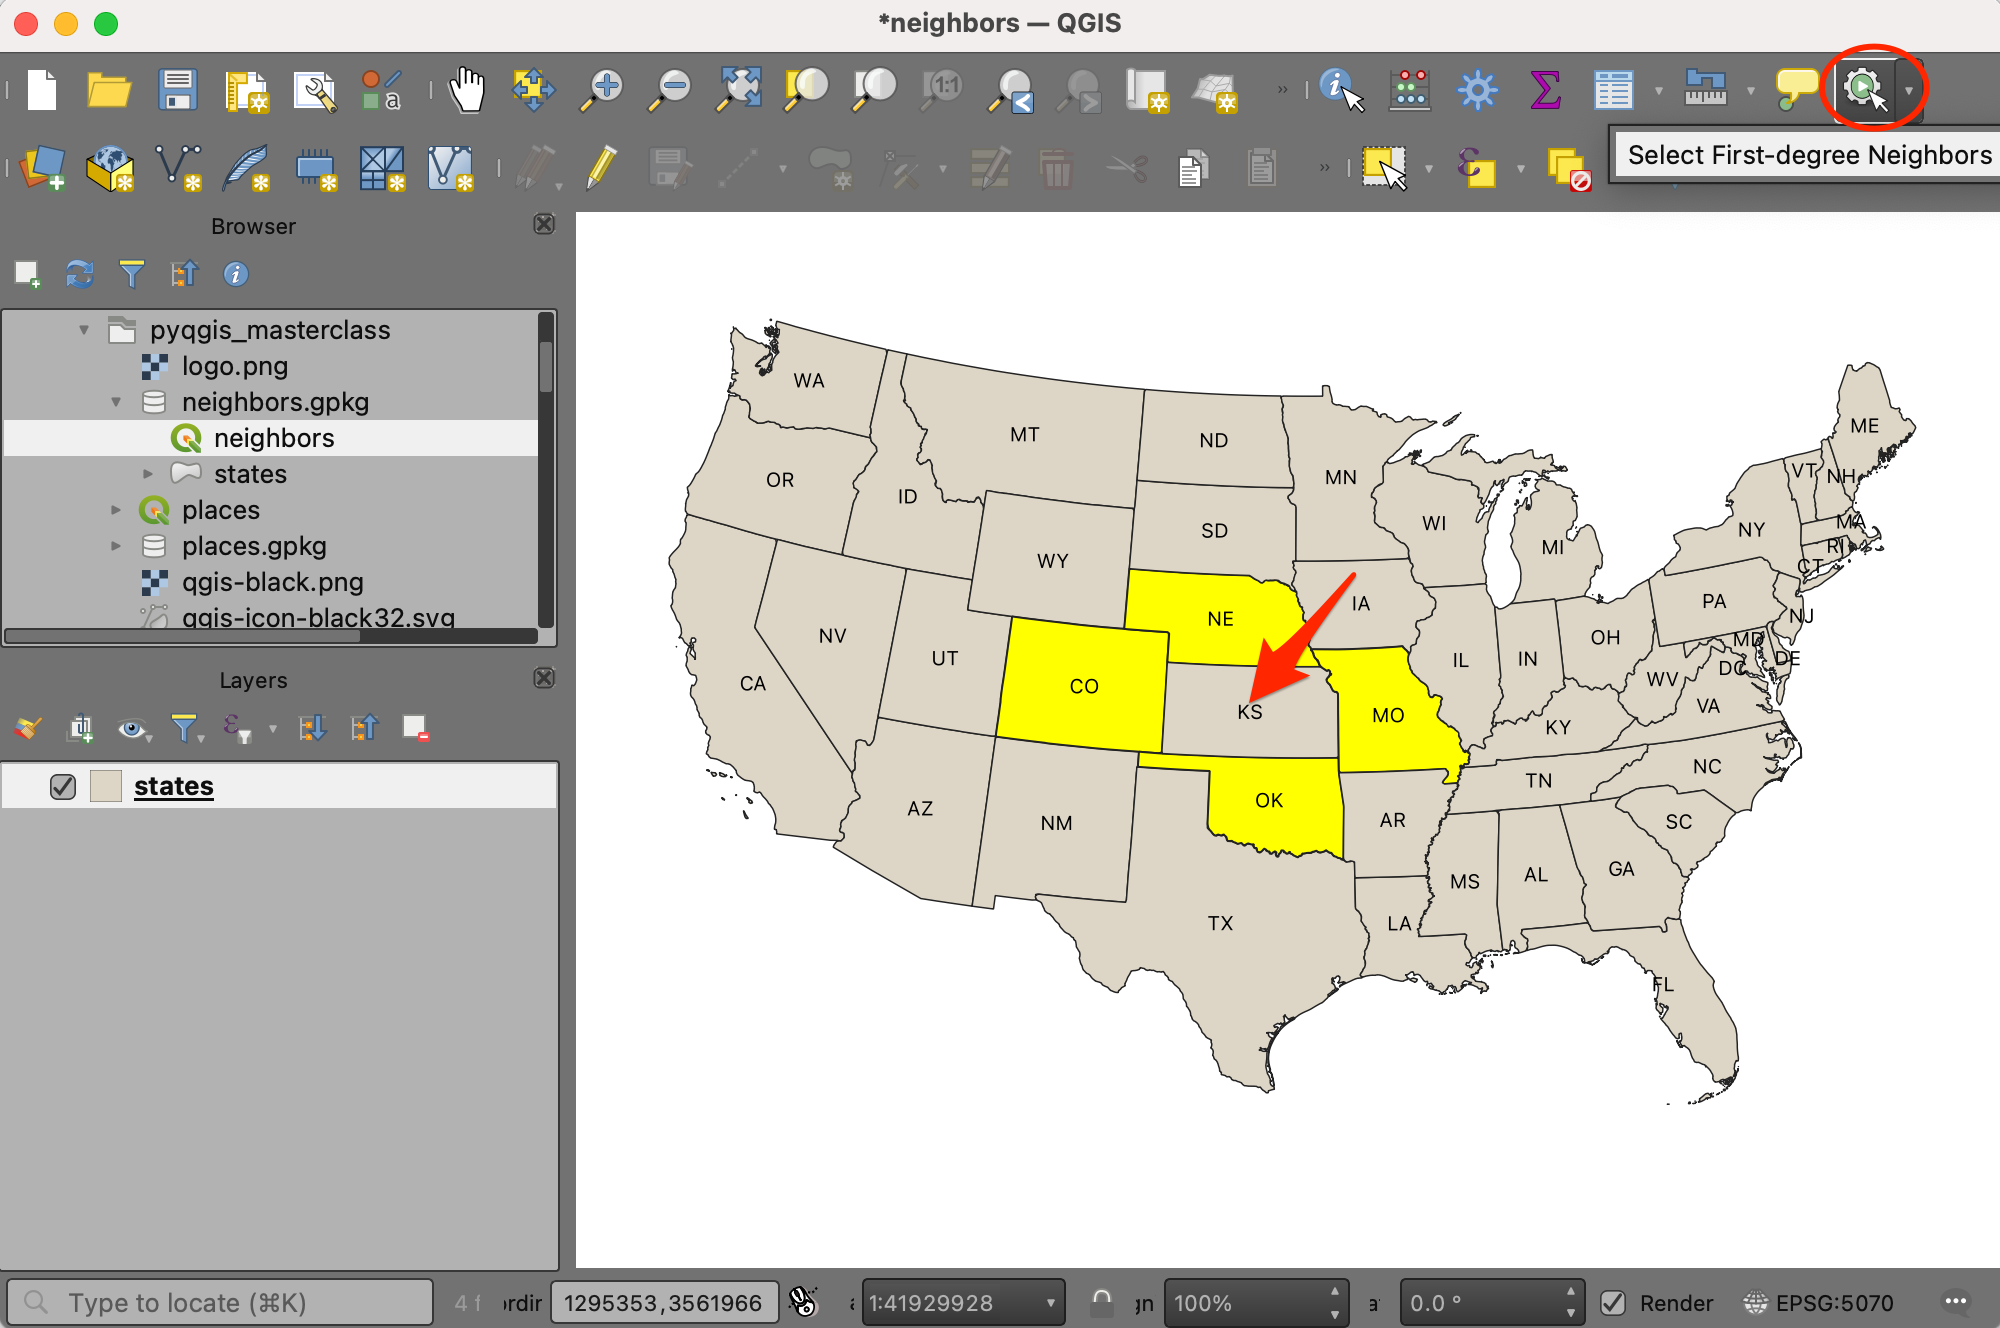 *neighbors — QGIS
1:1
a
Select First-degree Neighbors
Browser
pyqgis_masterclass
logo.png
neighbors.gpkg
neighbors
states
places
places.gpkg
qgis-black.png
qgis-icon-black32.svg
Layers
states
WA
MT
ND
MN
ME
OR
ID
SD
WI
MI
VT
NH
NY
MA
RI
CT
WY
NE
IA
PA
NJ
NV
UT
CO
KS
MO
IL
IN
OH
MD
DE
DC
WV
VA
CA
KY
AZ
NM
OK
AR
TN
NC
SC
TX
LA
MS
AL
GA
FL
Type to locate (⌘K)
4 f
ordir
1295353,3561966
1:41929928
100%
0.0 °
Render
EPSG:5070